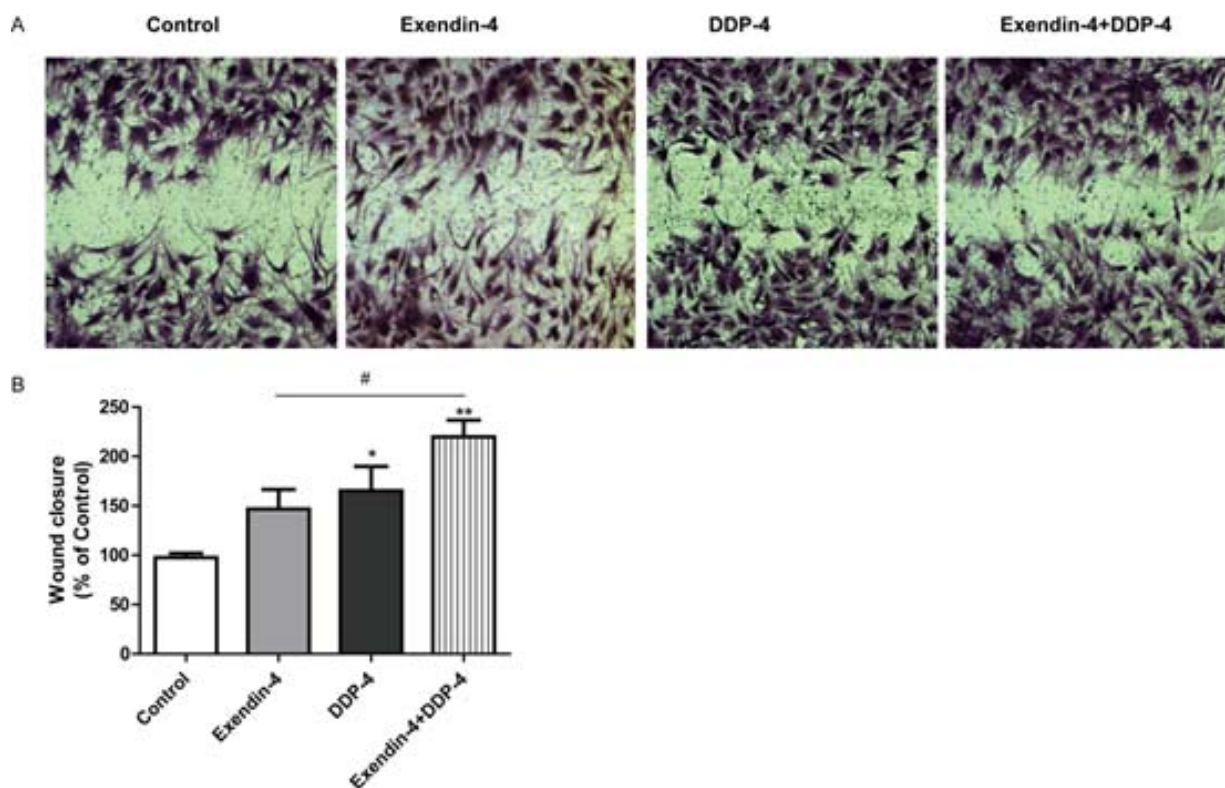 A
Control Exendin-4 DDP-4 Exendin-4+DDP-4
B
#
250
200
150
100
50
0
**
*
Wound closure
(% of Control)
Control
Exendin-4
DDP-4
Exendin-4+DDP-4